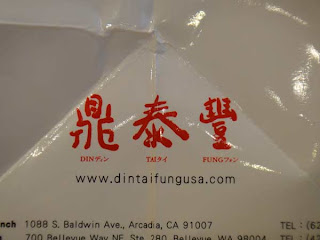 鼎泰豐
DINディン TAIタイ FUNGフォン
www.dintaifungusa.com
nch 1088 S. Baldwin Ave., Arcadia, CA 91007 TEL: (62
700 Bellevue Way NE, Ste. 280, Bellevue, WA 98004 TEL: (42